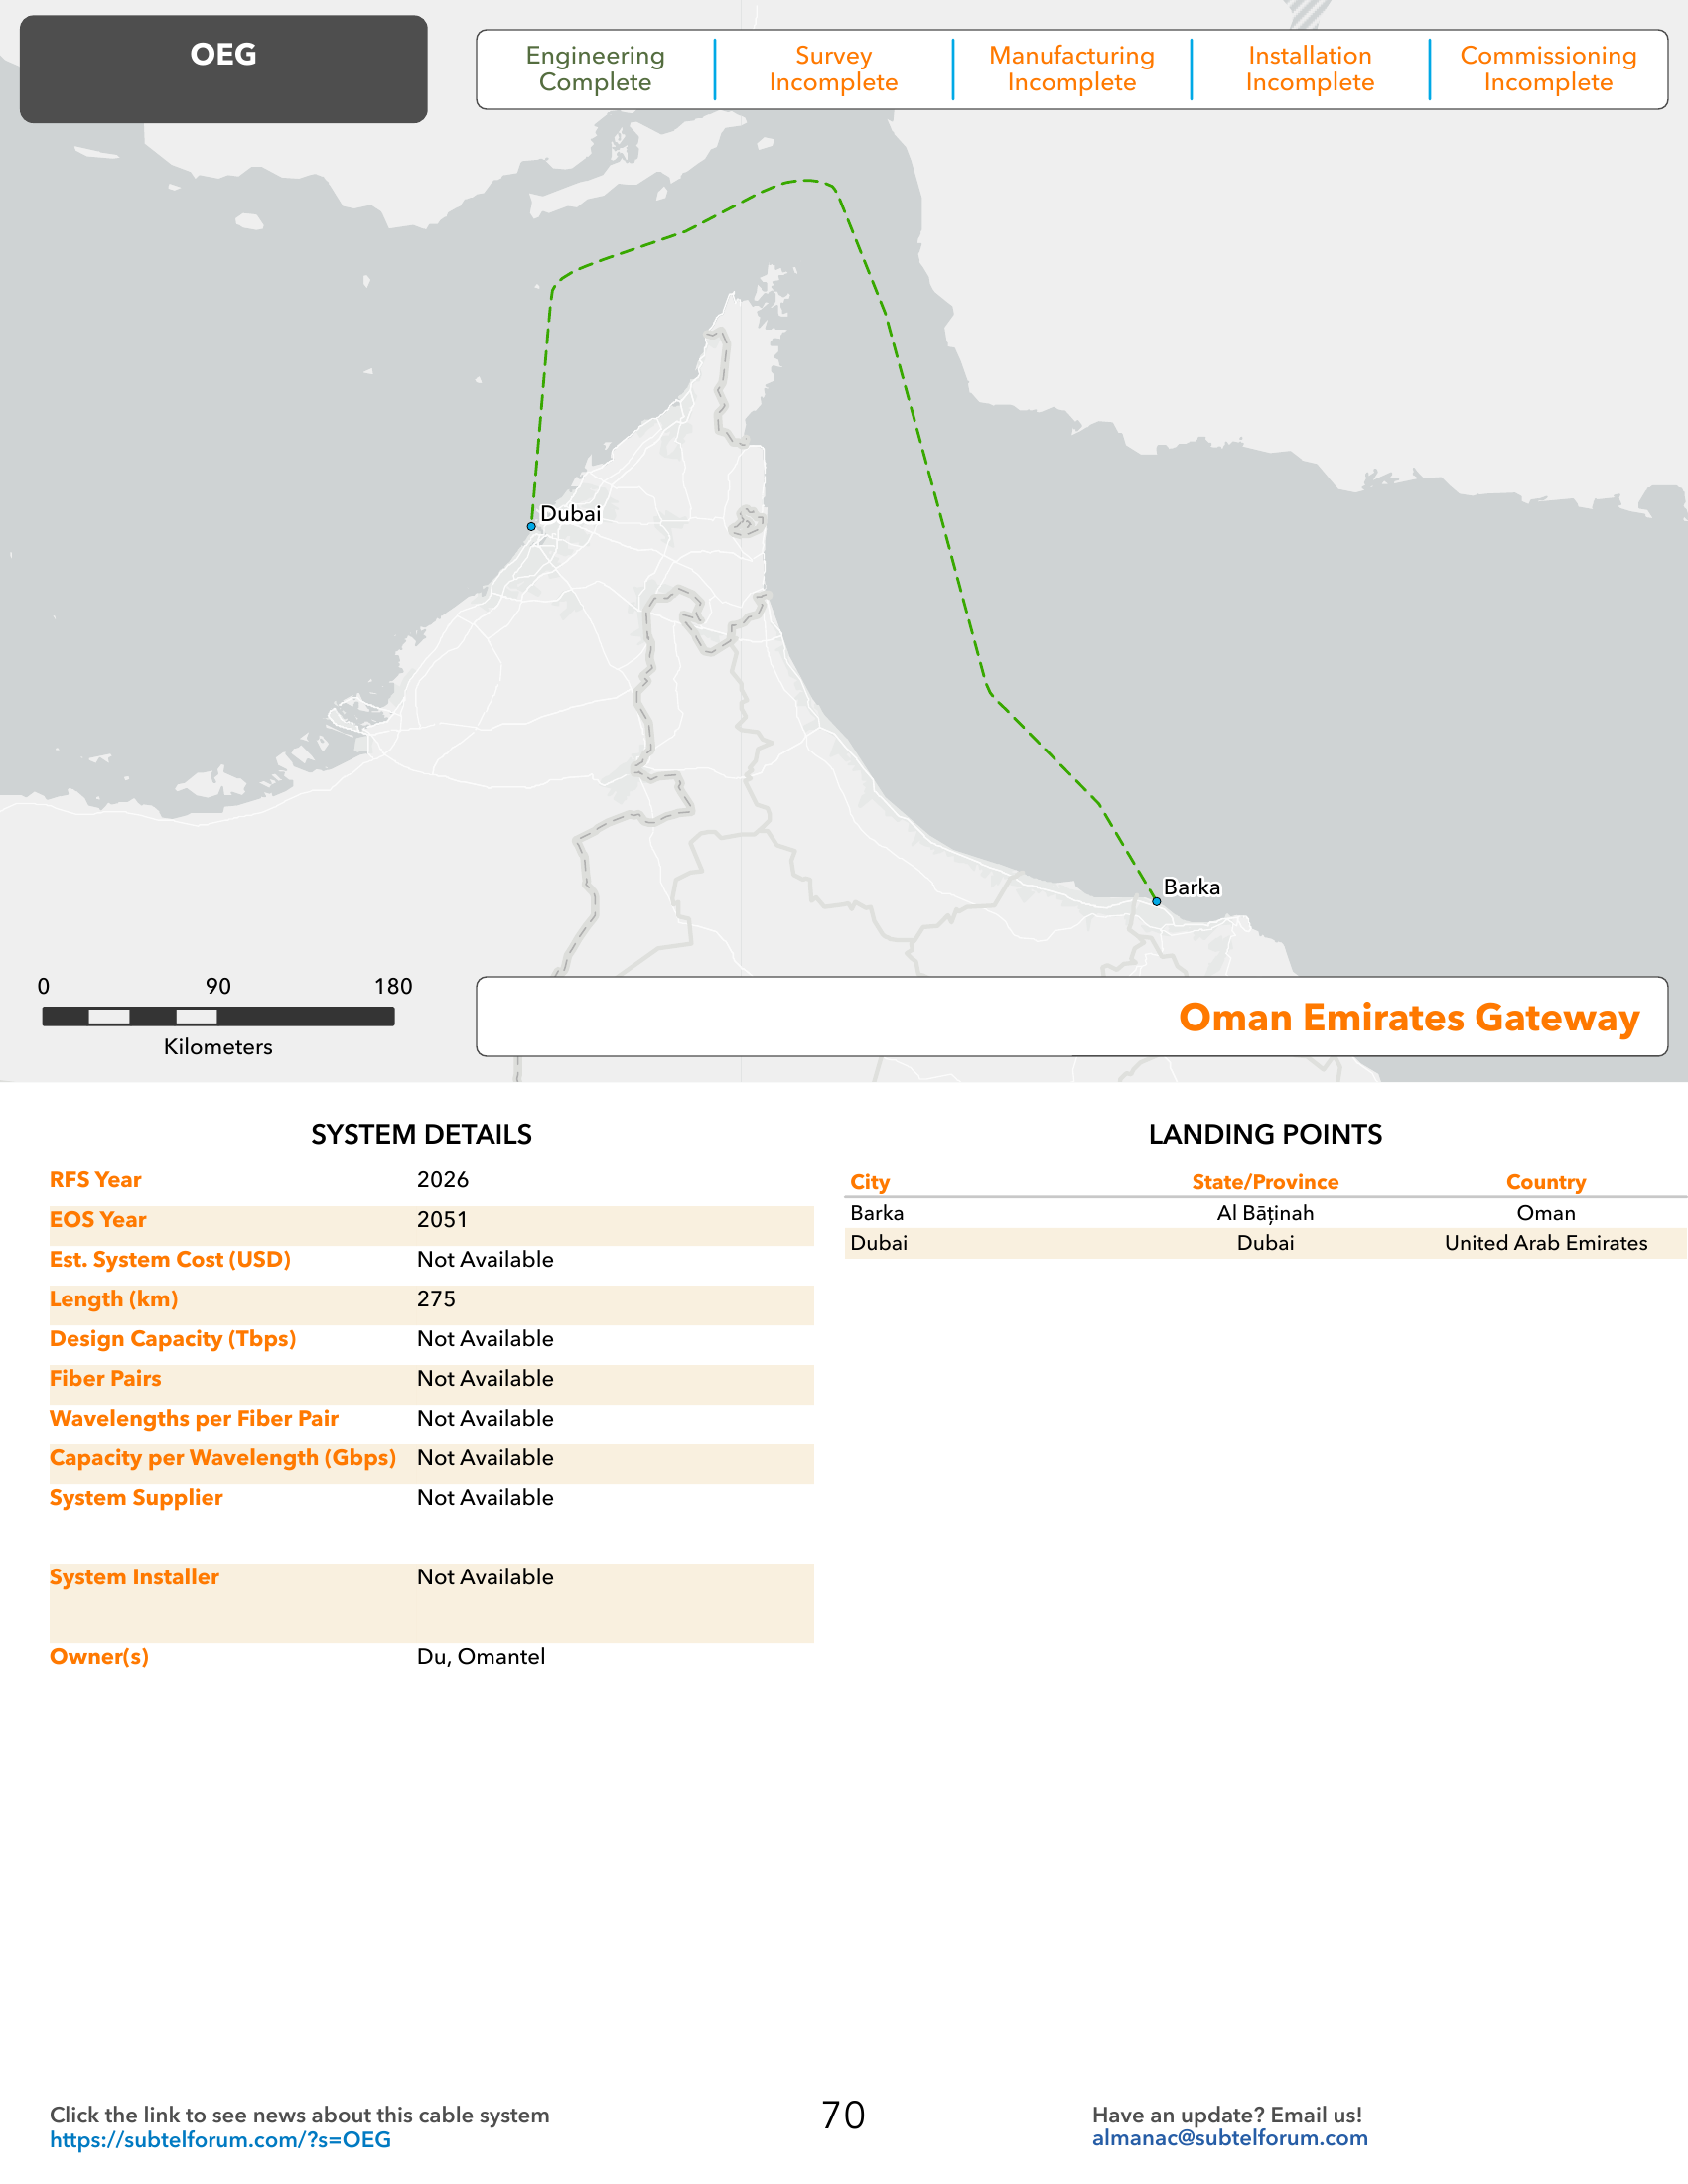 OEG
Engineering
Complete
Survey
Incomplete
Manufacturing
Incomplete
Installation
Incomplete
Commissioning
Incomplete
Dubai
Barka
0 90 180
Kilometers
Oman Emirates Gateway
SYSTEM DETAILS
RFS Year 2026
EOS Year 2051
Est. System Cost (USD) Not Available
Length (km) 275
Design Capacity (Tbps) Not Available
Fiber Pairs Not Available
Wavelengths per Fiber Pair Not Available
Capacity per Wavelength (Gbps) Not Available
System Supplier Not Available
System Installer Not Available
Owner(s) Du, Omantel
LANDING POINTS
City State/Province Country
Barka Al Bāţinah Oman
Dubai Dubai United Arab Emirates
Click the link to see news about this cable system
https://subtelforum.com/?s=OEG
70
Have an update? Email us!
almanac@subtelforum.com